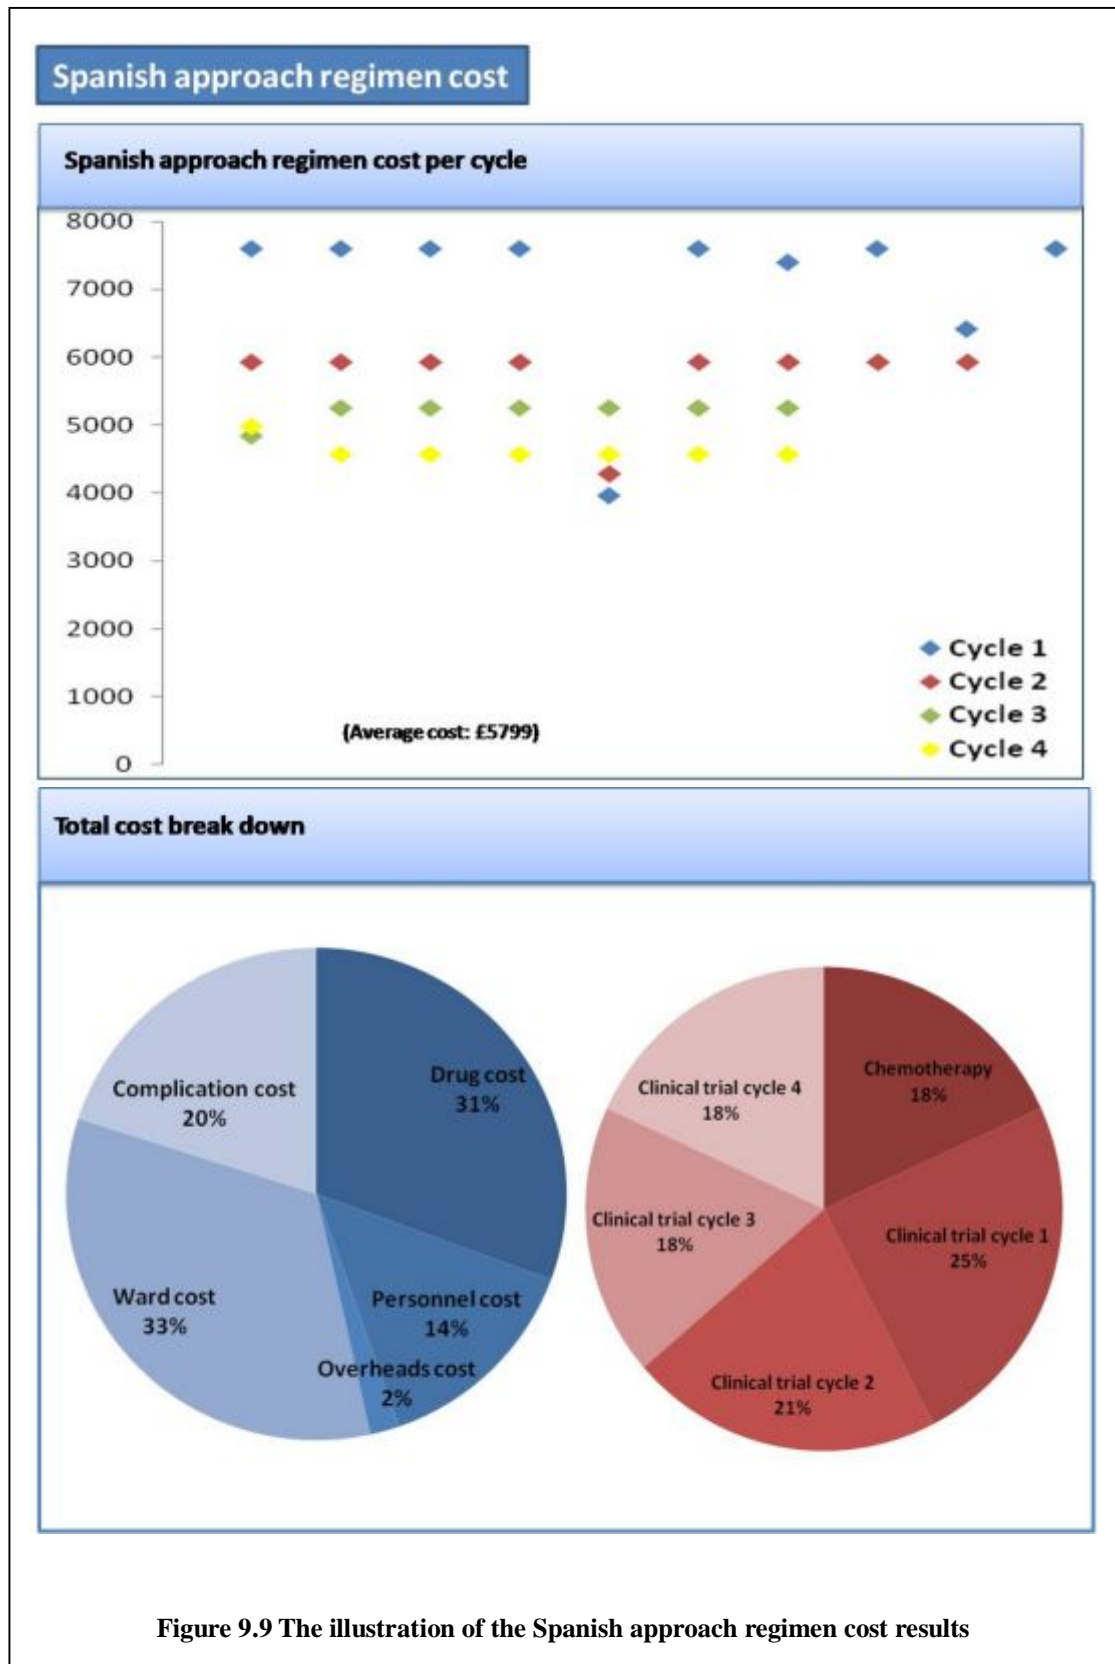 Spanish approach regimen cost
Spanish approach regimen cost per cycle
8000
7000
6000
5000
4000
3000
2000
1000
0
Cycle 1
Cycle 2
Cycle 3
Cycle 4
(Average cost: £5799)
Total cost break down
Complication cost
20%
Drug cost
31%
Ward cost
33%
Personnel cost
14%
Overheads cost
2%
Clinical trial cycle 4
18%
Chemotherapy
18%
Clinical trial cycle 3
18%
Clinical trial cycle 1
25%
Clinical trial cycle 2
21%
Figure 9.9 The illustration of the Spanish approach regimen cost results